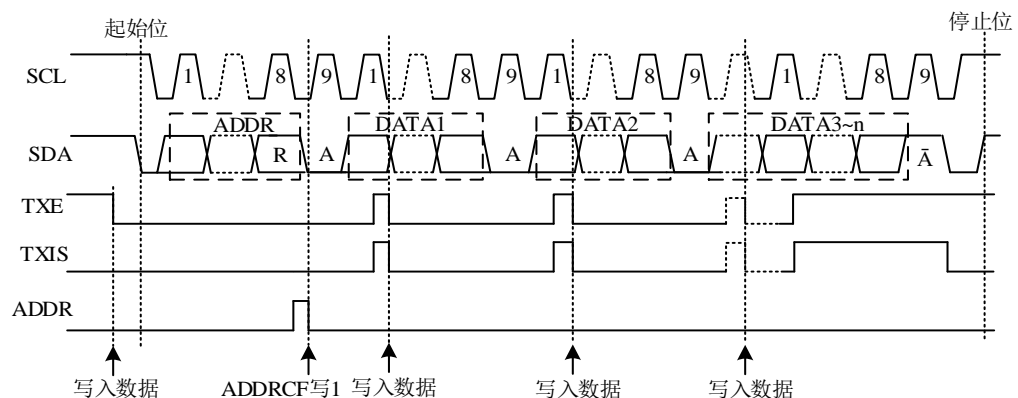 起始位 停止位
SCL 1 8 9 1 8 9 1 8 9 1 8 9
ADDR DATA1 DATA2 DATA3~n
SDA R A A A Ā
TXE
TXIS
ADDR
写入数据 ADDRCF写1 写入数据 写入数据 写入数据